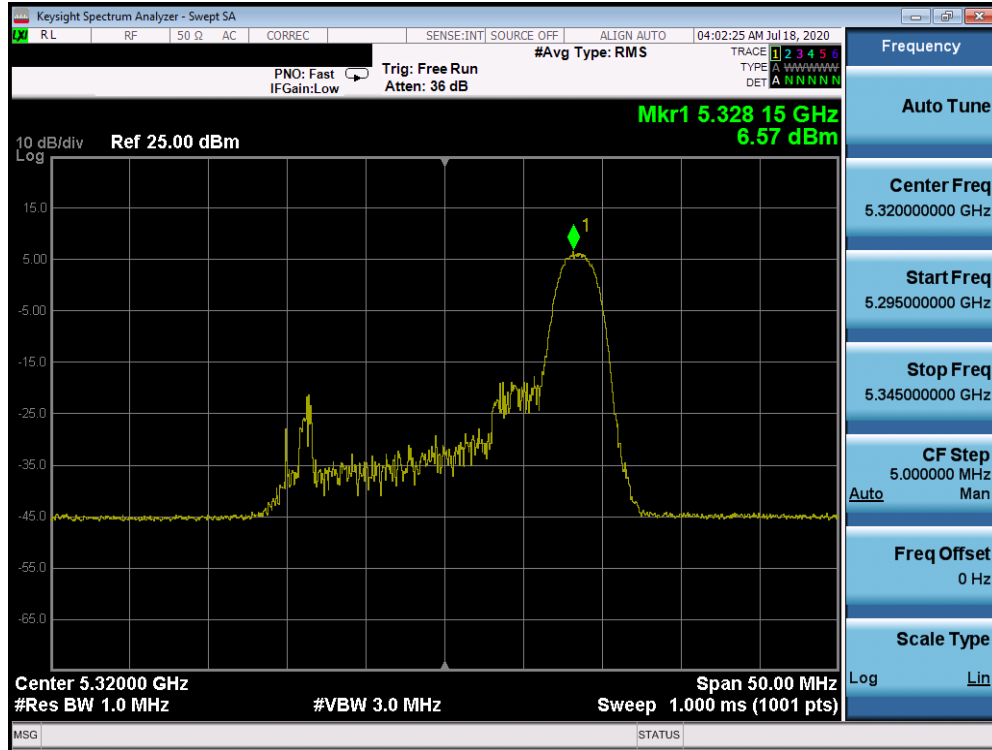 Keysight Spectrum Analyzer - Swept SA
LXI RL RF 50 Ω AC CORREC SENSE:INT SOURCE OFF ALIGN AUTO 04:02:25 AM Jul 18, 2020
#Avg Type: RMS
PNO: Fast
IFGain:Low
Trig: Free Run
Atten: 36 dB
TRACE 1 2 3 4 5 6
TYPE A WWWWW
DET A N N N N N
Mkr1 5.328 15 GHz
6.57 dBm
10 dB/div Ref 25.00 dBm
Log
15.0
5.00
-5.00
-15.0
-25.0
-35.0
-45.0
-55.0
-65.0
1
Center 5.32000 GHz Span 50.00 MHz
#Res BW 1.0 MHz #VBW 3.0 MHz Sweep 1.000 ms (1001 pts)
MSG STATUS
Frequency
Auto Tune
Center Freq
5.320000000 GHz
Start Freq
5.295000000 GHz
Stop Freq
5.345000000 GHz
CF Step
5.000000 MHz
Auto Man
Freq Offset
0 Hz
Scale Type
Log Lin